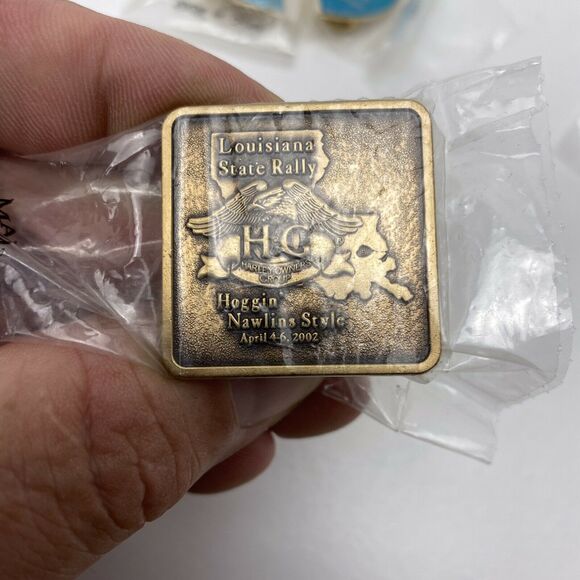 Louisiana
State Rally
H.O.G.
HARLEY OWNERS
GROUP
®
Hoggin
Nawlins Style
April 4-6, 2002